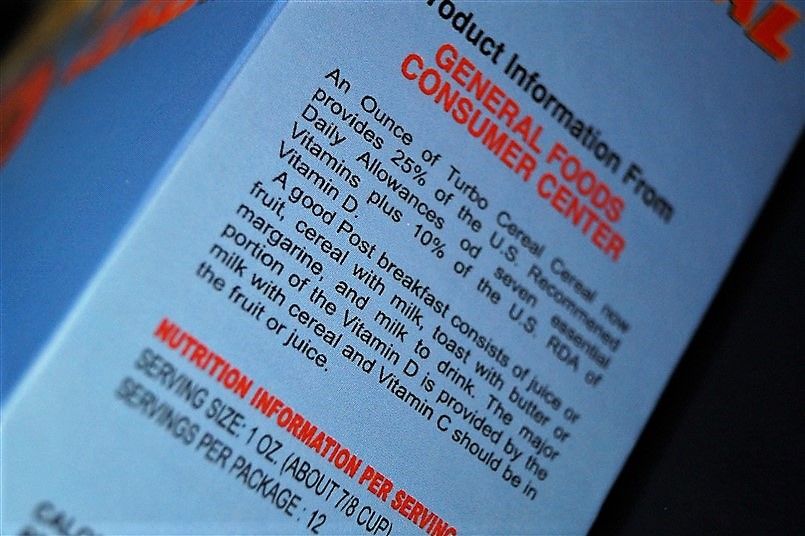 AL
roduct Information From
GENERAL FOODS
CONSUMER CENTER
An Ounce of Turbo Cereal Cereal now
provides 25% of the U.S. Recommened
Daily Allowances od seven essential
Vitamins plus 10% of the U.S. RDA of
Vitamin D.
A good Post breakfast consists of juice or
fruit, cereal with milk, toast with butter or
margarine, and milk to drink. The major
portion of the Vitamin D is provided by the
milk with cereal and Vitamin C should be in
the fruit or juice.
NUTRITION INFORMATION PER SERVING
SERVING SIZE: 1 OZ. (ABOUT 7/8 CUP)
SERVINGS PER PACKAGE : 12
CALO